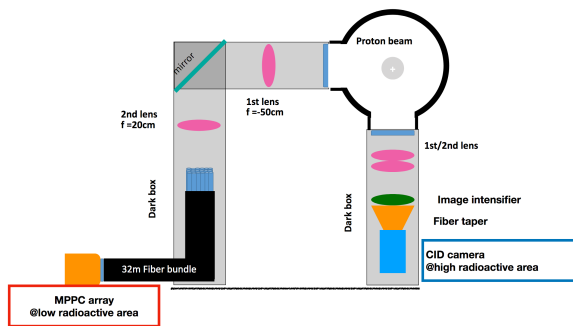 Proton beam
+
mirror
1st lens
f =-50cm
2nd lens
f =20cm
1st/2nd lens
Dark box
Dark box
Image intensifier
Fiber taper
CID camera
@high radioactive area
32m Fiber bundle
MPPC array
@low radioactive area